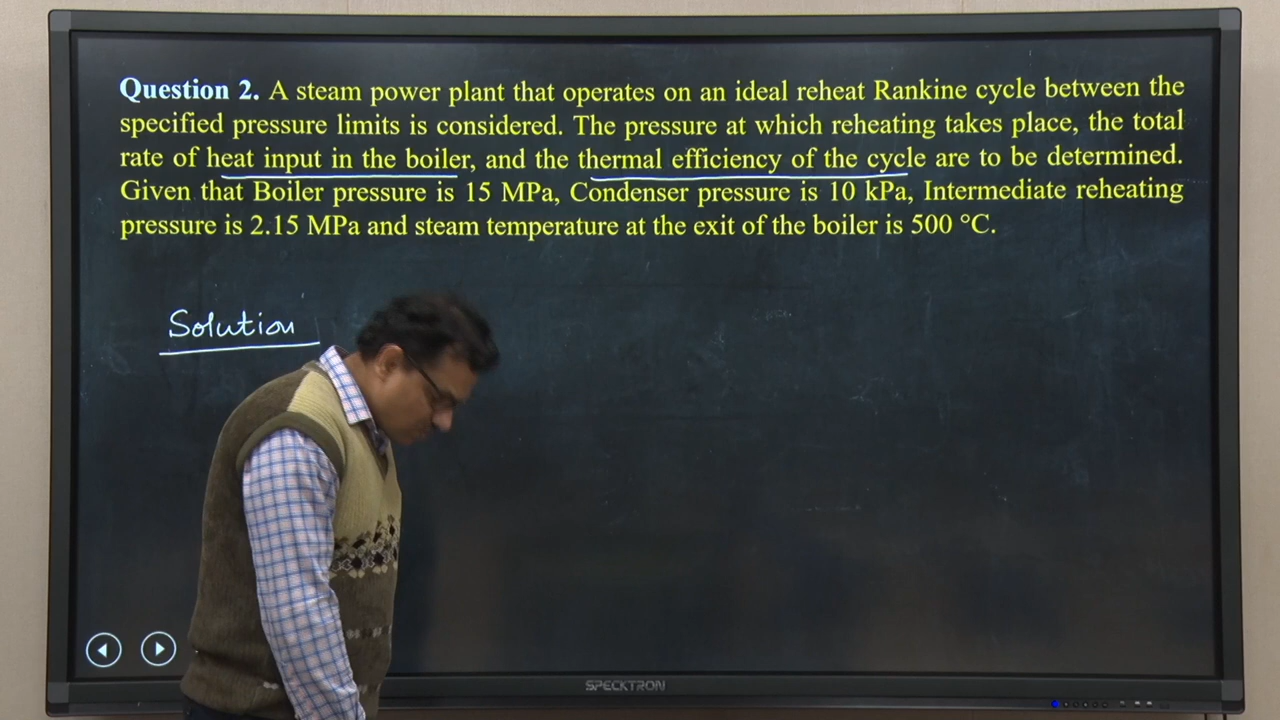 Question 2. A steam power plant that operates on an ideal reheat Rankine cycle between the
specified pressure limits is considered. The pressure at which reheating takes place, the total
rate of heat input in the boiler, and the thermal efficiency of the cycle are to be determined.
Given that Boiler pressure is 15 MPa, Condenser pressure is 10 kPa, Intermediate reheating
pressure is 2.15 MPa and steam temperature at the exit of the boiler is 500 °C.
Solution
SPECKTRON